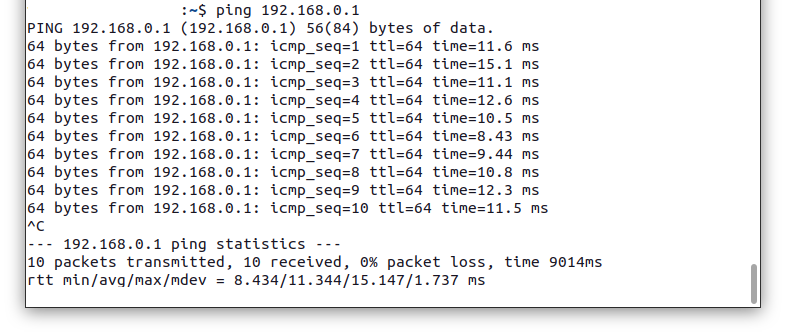 :~$ ping 192.168.0.1
PING 192.168.0.1 (192.168.0.1) 56(84) bytes of data.
64 bytes from 192.168.0.1: icmp_seq=1 ttl=64 time=11.6 ms
64 bytes from 192.168.0.1: icmp_seq=2 ttl=64 time=15.1 ms
64 bytes from 192.168.0.1: icmp_seq=3 ttl=64 time=11.1 ms
64 bytes from 192.168.0.1: icmp_seq=4 ttl=64 time=12.6 ms
64 bytes from 192.168.0.1: icmp_seq=5 ttl=64 time=10.5 ms
64 bytes from 192.168.0.1: icmp_seq=6 ttl=64 time=8.43 ms
64 bytes from 192.168.0.1: icmp_seq=7 ttl=64 time=9.44 ms
64 bytes from 192.168.0.1: icmp_seq=8 ttl=64 time=10.8 ms
64 bytes from 192.168.0.1: icmp_seq=9 ttl=64 time=12.3 ms
64 bytes from 192.168.0.1: icmp_seq=10 ttl=64 time=11.5 ms
^C
--- 192.168.0.1 ping statistics ---
10 packets transmitted, 10 received, 0% packet loss, time 9014ms
rtt min/avg/max/mdev = 8.434/11.344/15.147/1.737 ms